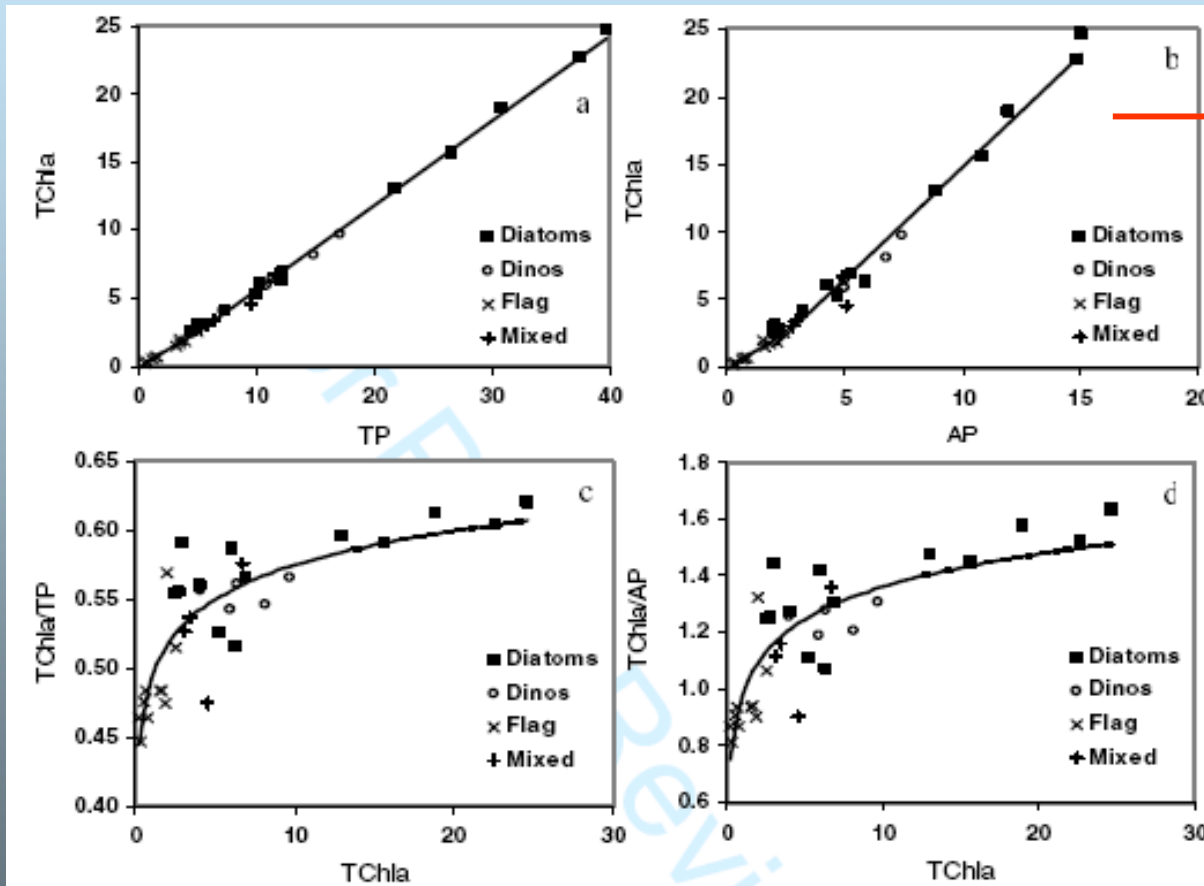 25
20
15
10
5
0
TChla
a
Diatoms
Dinos
Flag
Mixed
0 10 20 30 40
TP
25
20
15
10
5
0
TChla
b
Diatoms
Dinos
Flag
Mixed
0 5 10 15 20
AP
0.65
0.60
0.55
0.50
0.45
0.40
TChla/TP
c
Diatoms
Dinos
Flag
Mixed
0 10 20 30
TChla
1.8
1.6
1.4
1.2
1.0
0.8
0.6
TChla/AP
d
Diatoms
Dinos
Flag
Mixed
0 10 20 30
TChla